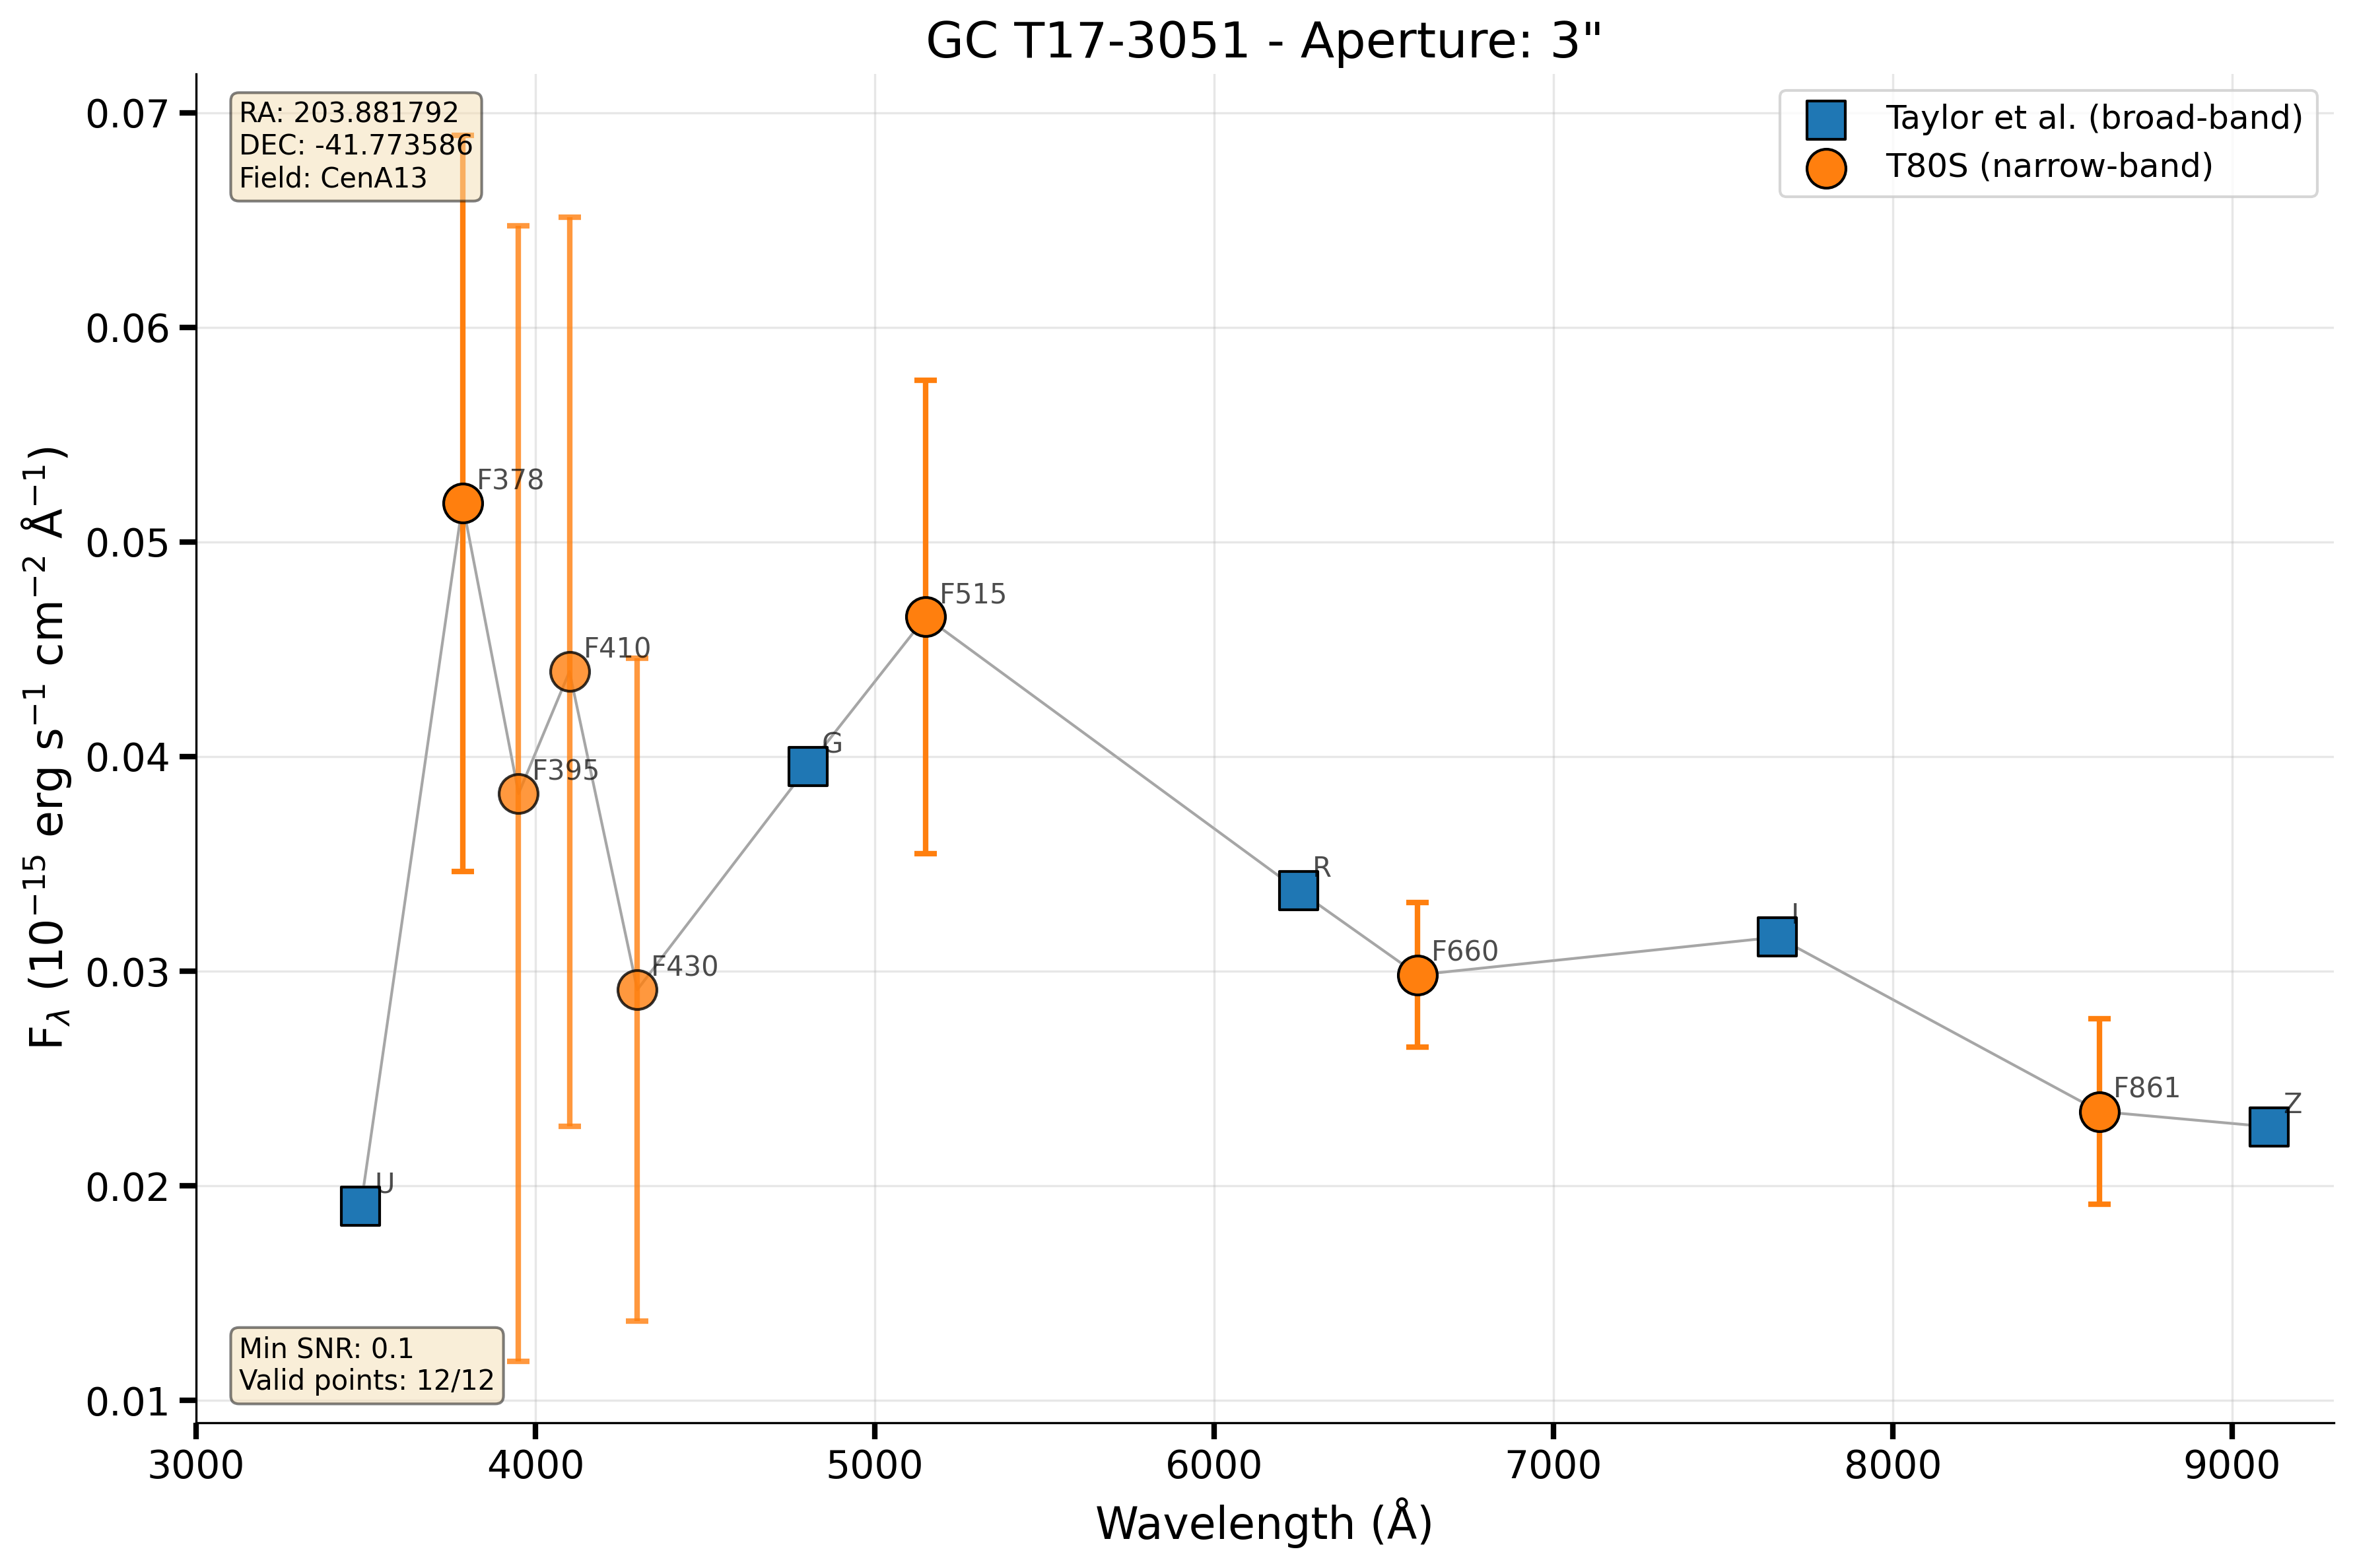 GC T17-3051 - Aperture: 3"
RA: 203.881792
DEC: -41.773586
Field: CenA13
Taylor et al. (broad-band)
T80S (narrow-band)
0.07
0.06
0.05
0.04
0.03
0.02
0.01
F_λ (10⁻¹⁵ erg s⁻¹ cm⁻² Å⁻¹)
U
F378
F395
F410
F430
G
F515
R
F660
I
F861
Z
Min SNR: 0.1
Valid points: 12/12
3000 4000 5000 6000 7000 8000 9000
Wavelength (Å)